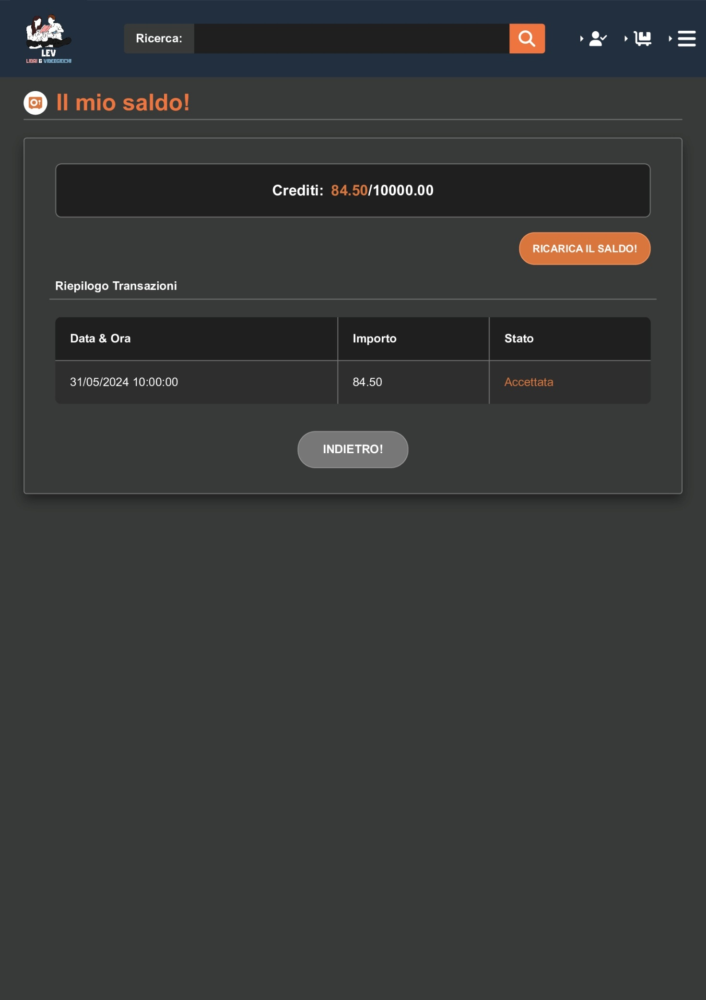 LEV
LIBRI & VIDEOGIOCHI
Ricerca:
Il mio saldo!
Crediti: 84.50/10000.00
RICARICA IL SALDO!
Riepilogo Transazioni
Data & Ora Importo Stato
31/05/2024 10:00:00 84.50 Accettata
INDIETRO!